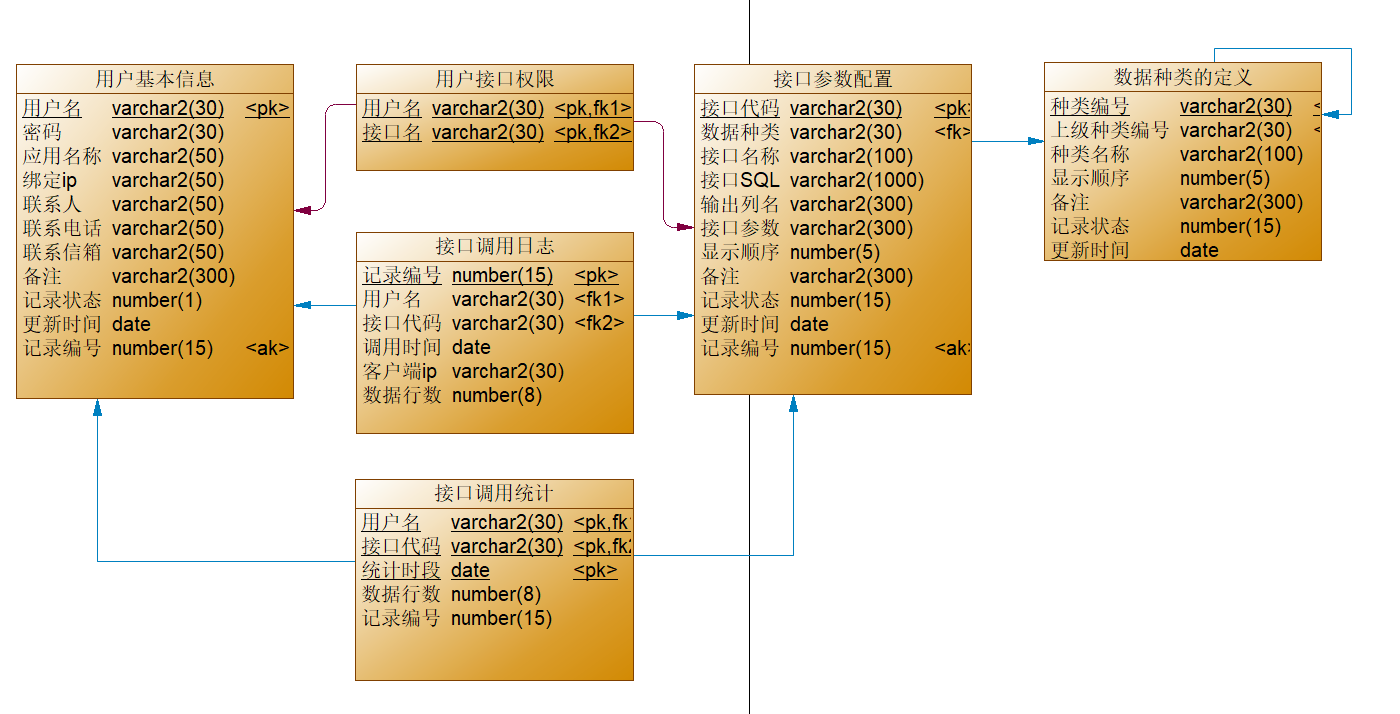 用户基本信息
用户名 varchar2(30) <pk>
密码 varchar2(30)
应用名称 varchar2(50)
绑定ip varchar2(50)
联系人 varchar2(50)
联系电话 varchar2(50)
联系信箱 varchar2(50)
备注 varchar2(300)
记录状态 number(1)
更新时间 date
记录编号 number(15) <ak>
用户接口权限
用户名 varchar2(30) <pk,fk1>
接口名 varchar2(30) <pk,fk2>
接口调用日志
记录编号 number(15) <pk>
用户名 varchar2(30) <fk1>
接口代码 varchar2(30) <fk2>
调用时间 date
客户端ip varchar2(30)
数据行数 number(8)
接口调用统计
用户名 varchar2(30) <pk,fk
接口代码 varchar2(30) <pk,fk
统计时段 date <pk>
数据行数 number(8)
记录编号 number(15)
接口参数配置
接口代码 varchar2(30) <pk
数据种类 varchar2(30) <fk>
接口名称 varchar2(100)
接口SQL varchar2(1000)
输出列名 varchar2(300)
接口参数 varchar2(300)
显示顺序 number(5)
备注 varchar2(300)
记录状态 number(15)
更新时间 date
记录编号 number(15) <ak
数据种类的定义
种类编号 varchar2(30) <
上级种类编号 varchar2(30) <
种类名称 varchar2(100)
显示顺序 number(5)
备注 varchar2(300)
记录状态 number(15)
更新时间 date